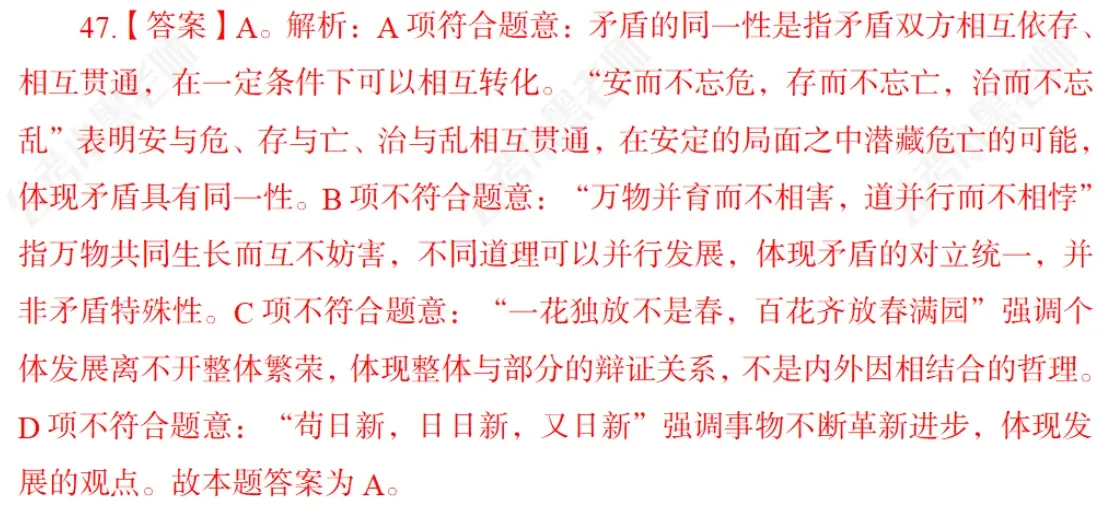 47.【答案】A。解析：A 项符合题意：矛盾的同一性是指矛盾双方相互依存、
相互贯通，在一定条件下可以相互转化。“安而不忘危，存而不忘亡，治而不忘
乱”表明安与危、存与亡、治与乱相互贯通，在安定的局面之中潜藏危亡的可能，
体现矛盾具有同一性。B 项不符合题意：“万物并育而不相害，道并行而不相悖”
指万物共同生长而互不妨害，不同道理可以并行发展，体现矛盾的对立统一，并
非矛盾特殊性。C 项不符合题意：“一花独放不是春，百花齐放春满园”强调个
体发展离不开整体繁荣，体现整体与部分的辩证关系，不是内外因相结合的哲理。
D 项不符合题意：“苟日新，日日新，又日新”强调事物不断革新进步，体现发
展的观点。故本题答案为 A。